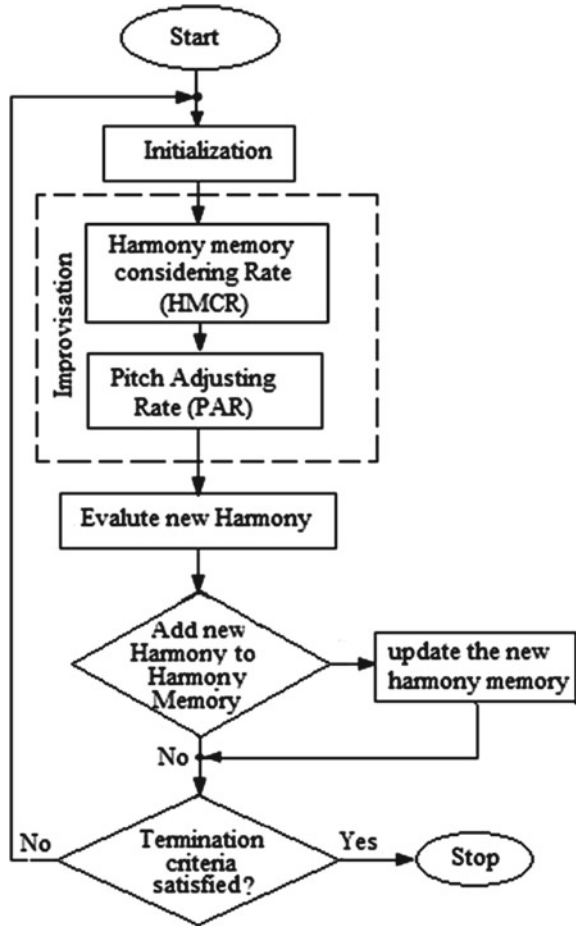 Start
Initialization
Improvisation
Harmony memory
considering Rate
(HMCR)
Pitch Adjusting
Rate (PAR)
Evalute new Harmony
Add new
Harmony to
Harmony
Memory
update the new
harmony memory
No
No
Termination
criteria
satisfied?
Yes
Stop